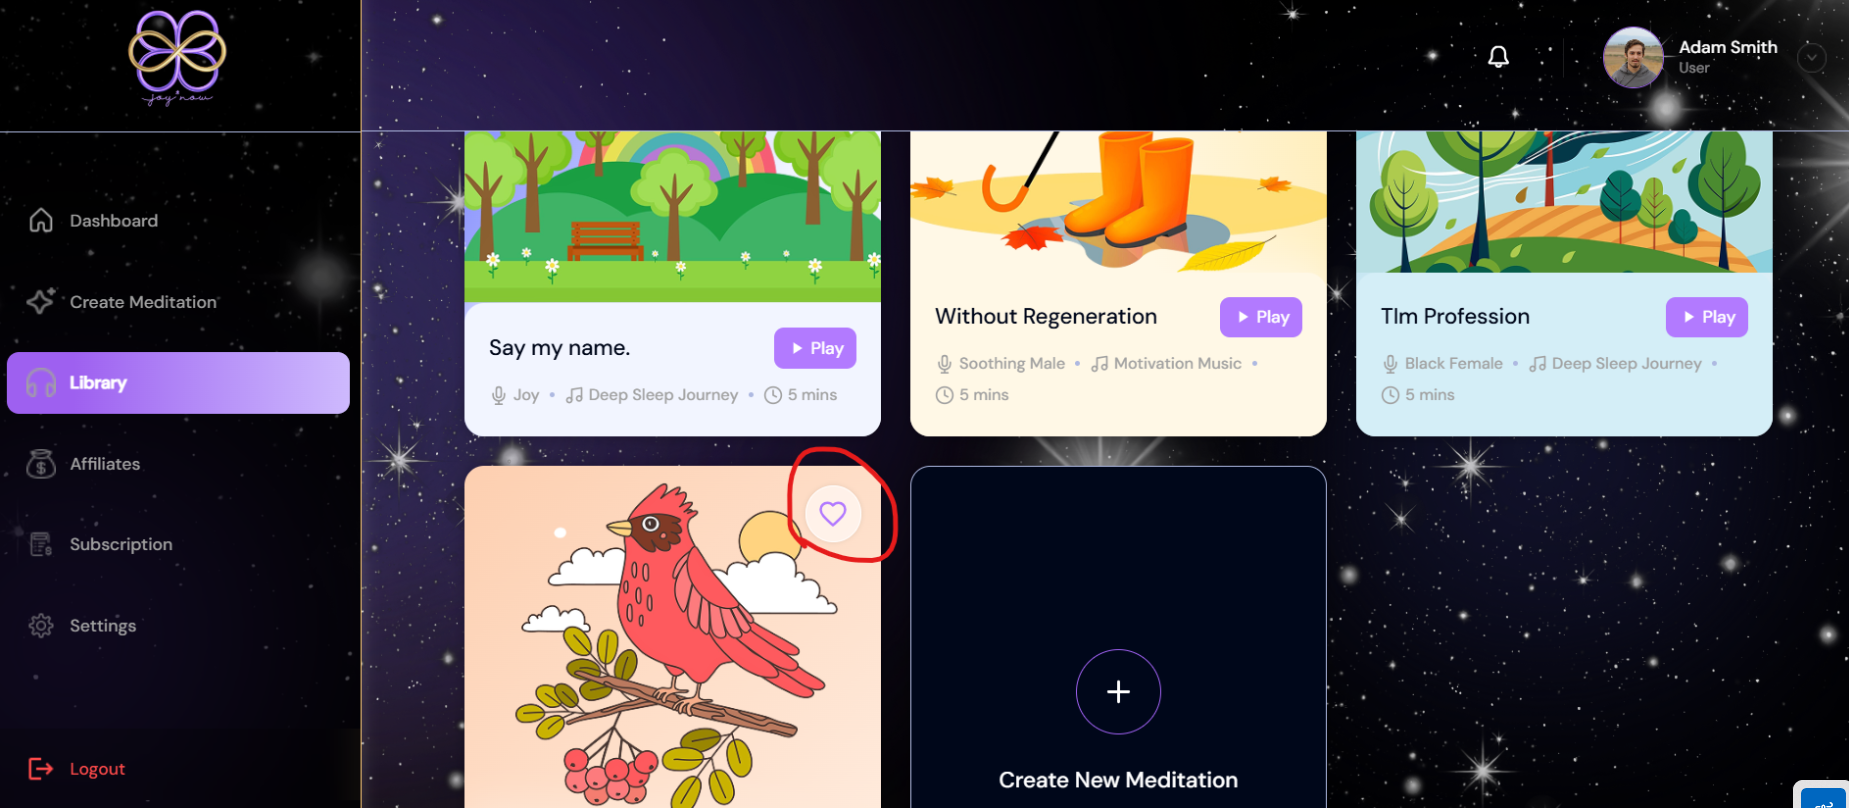 joy now
Adam Smith
User
Dashboard
Create Meditation
Library
Affiliates
Subscription
Settings
Logout
Say my name.
Play
Joy • Deep Sleep Journey • 5 mins
Without Regeneration
Play
Soothing Male • Motivation Music •
5 mins
Tlm Profession
Play
Black Female • Deep Sleep Journey •
5 mins
Create New Meditation